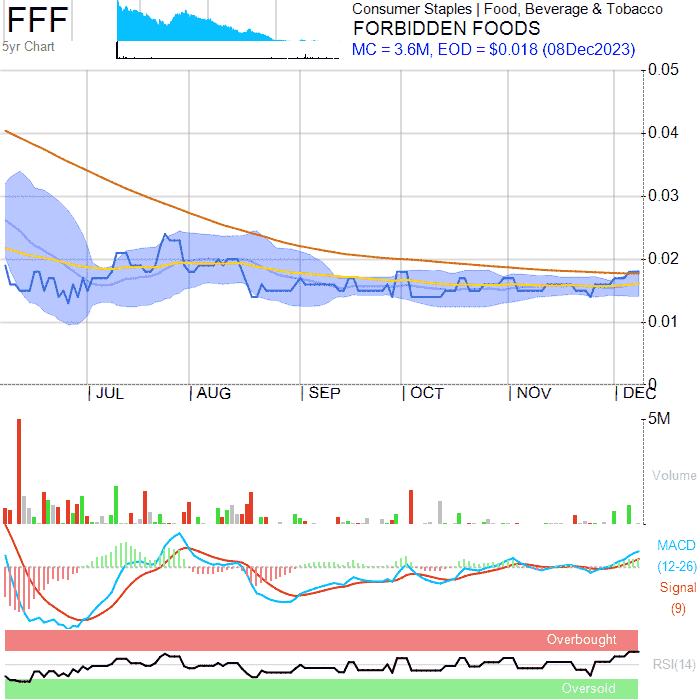 FFF
5yr Chart
Consumer Staples | Food, Beverage & Tobacco
FORBIDDEN FOODS
MC = 3.6M, EOD = $0.018 (08Dec2023)
0.05
0.04
0.03
0.02
0.01
0
| JUL | AUG | SEP | OCT | NOV | DEC
5M
Volume
MACD
(12-26)
Signal
(9)
Overbought
RSI(14)
Oversold